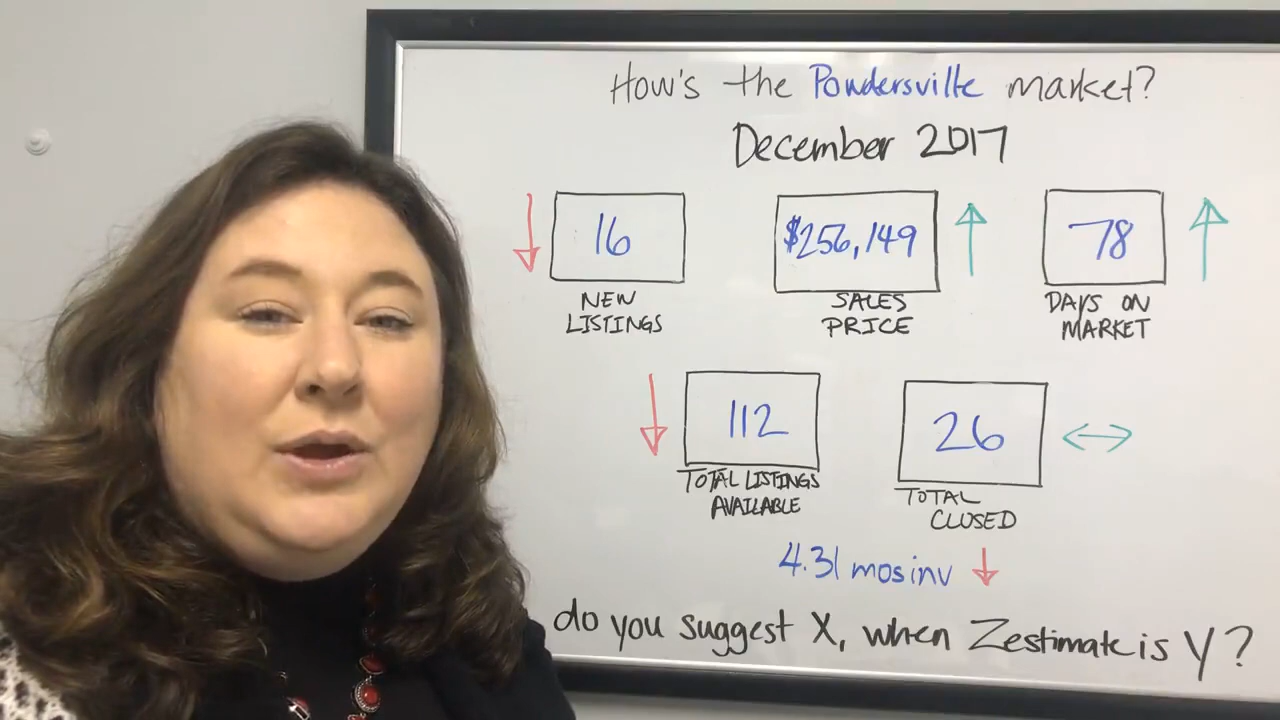 How's the Powdersville market?
December 2017
16
NEW
LISTINGS
$256,149
SALES
PRICE
78
DAYS ON
MARKET
112
TOTAL LISTINGS
AVAILABLE
26
TOTAL
CLOSED
4.31 mos inv
do you suggest X, when Zestimate is Y?